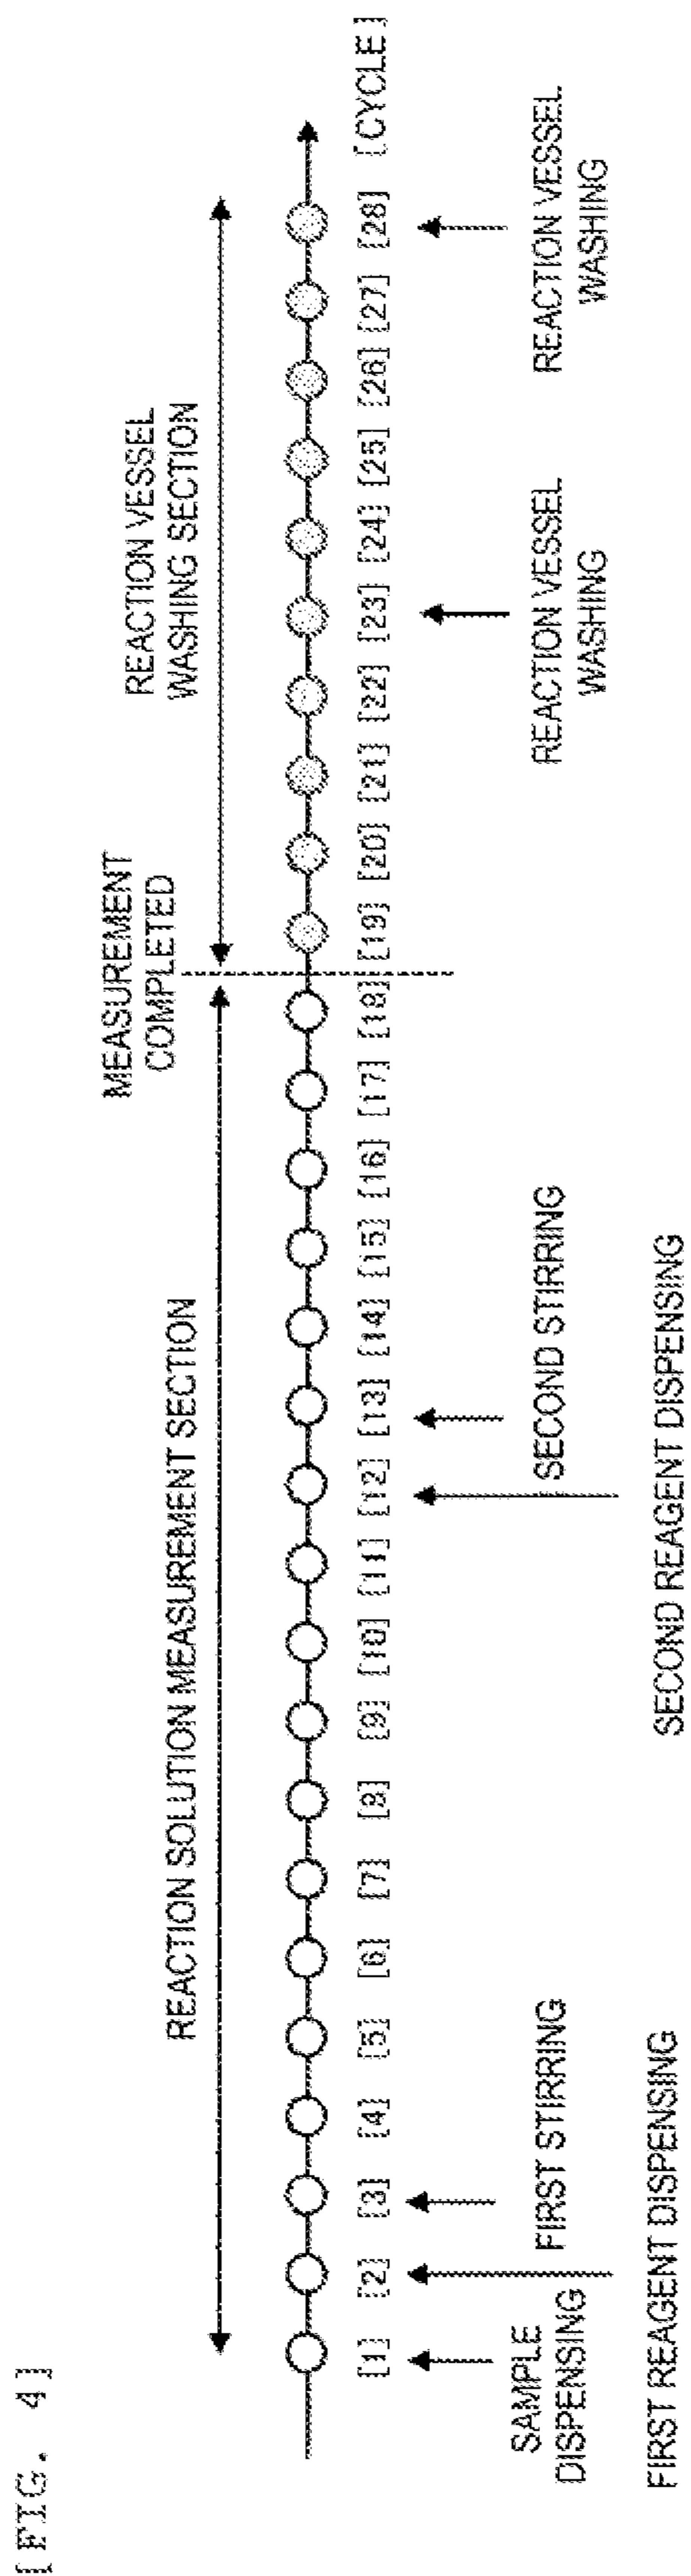 [FIG. 4]
MEASUREMENT
COMPLETED
REACTION SOLUTION MEASUREMENT SECTION
REACTION VESSEL
WASHING SECTION
[1] [2] [3] [4] [5] [6] [7] [8] [9] [10] [11] [12] [13] [14] [15] [16] [17] [18] [19] [20] [21] [22] [23] [24] [25] [26] [27] [28] [CYCLE]
SAMPLE
DISPENSING
FIRST STIRRING
SECOND STIRRING
REACTION VESSEL
WASHING
REACTION VESSEL
WASHING
FIRST REAGENT DISPENSING
SECOND REAGENT DISPENSING